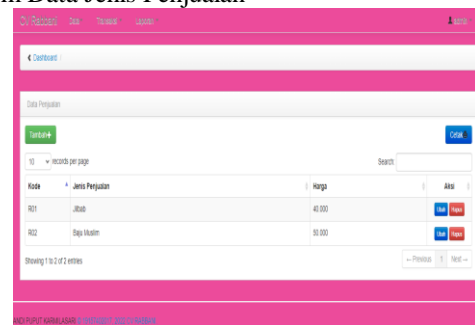 Data Jenis Penjualan
CV Rabbani Data Transaksi Laporan admin
Dashboard /
Data Penjualan
Tambah+ Cetak
10 records per page Search:
Kode Jenis Penjualan Harga Aksi
R01 Jilbab 40.000 Ubah Hapus
R02 Baju Muslim 50.000 Ubah Hapus
Showing 1 to 2 of 2 entries ← Previous 1 Next →
ANDI PUPUT KARMILASARI